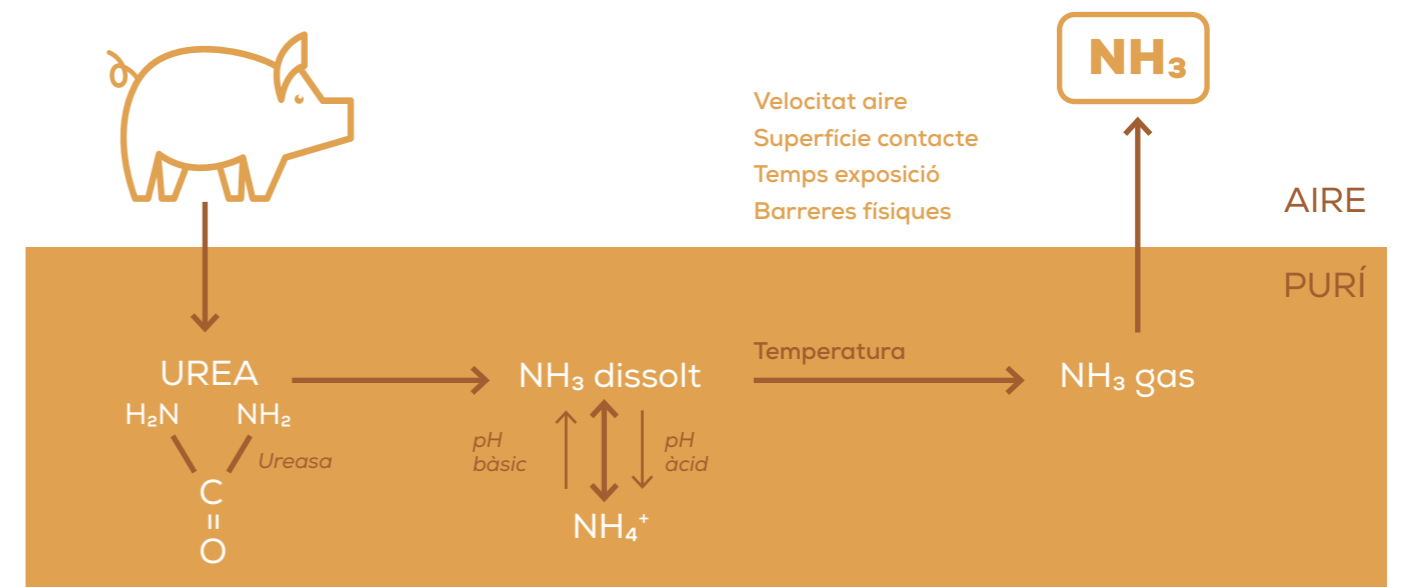 NH₃
Velocitat aire
Superfície contacte
Temps exposició
Barreres físiques
AIRE
PURÍ
UREA
H₂N NH₂
Ureasa
C
=
O
NH₃ dissolt
pH
bàsic
pH
àcid
NH₄⁺
Temperatura
NH₃ gas